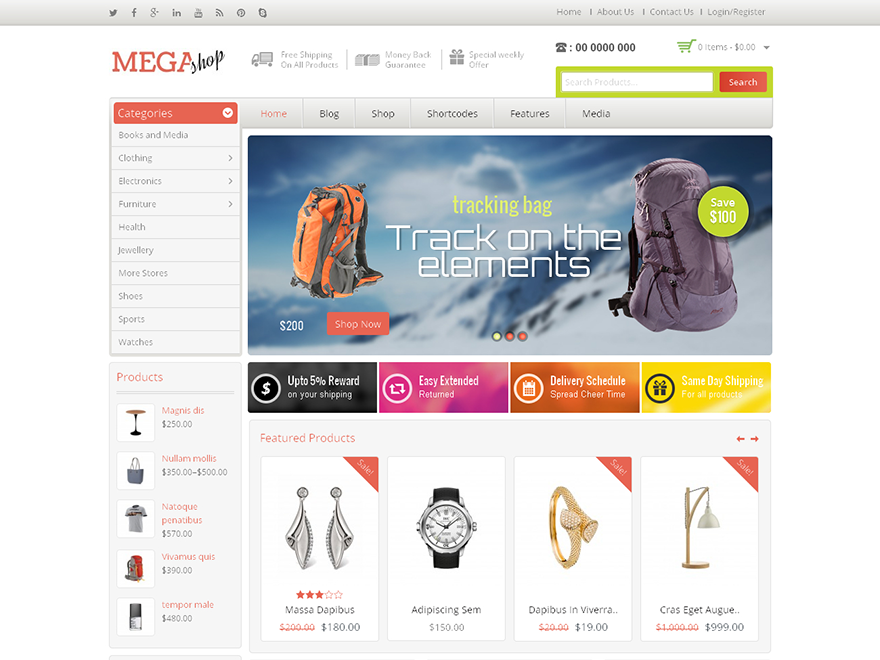 Home | About Us | Contact Us | Login/Register
MEGAshop
Free Shipping
On All Products
Money Back
Guarantee
Special weekly
Offer
: 00 0000 000
0 Items - $0.00
Search Products...
Search
Categories
Home
Blog
Shop
Shortcodes
Features
Media
Books and Media
Clothing
Electronics
Furniture
Health
Jewellery
More Stores
Shoes
Sports
Watches
tracking bag
Track on the
elements
Save
$100
$200
Shop Now
$
Upto 5% Reward
on your shipping
Easy Extended
Returned
Delivery Schedule
Spread Cheer Time
Same Day Shipping
For all products
Products
Magnis dis
$250.00
Nullam mollis
$350.00–$500.00
Natoque
penatibus
$570.00
Vivamus quis
$390.00
tempor male
$480.00
Featured Products
Sale!
Massa Dapibus
$200.00 $180.00
Adipiscing Sem
$150.00
Sale!
Dapibus In Viverra..
$20.00 $19.00
Sale!
Cras Eget Augue..
$1,000.00 $999.00